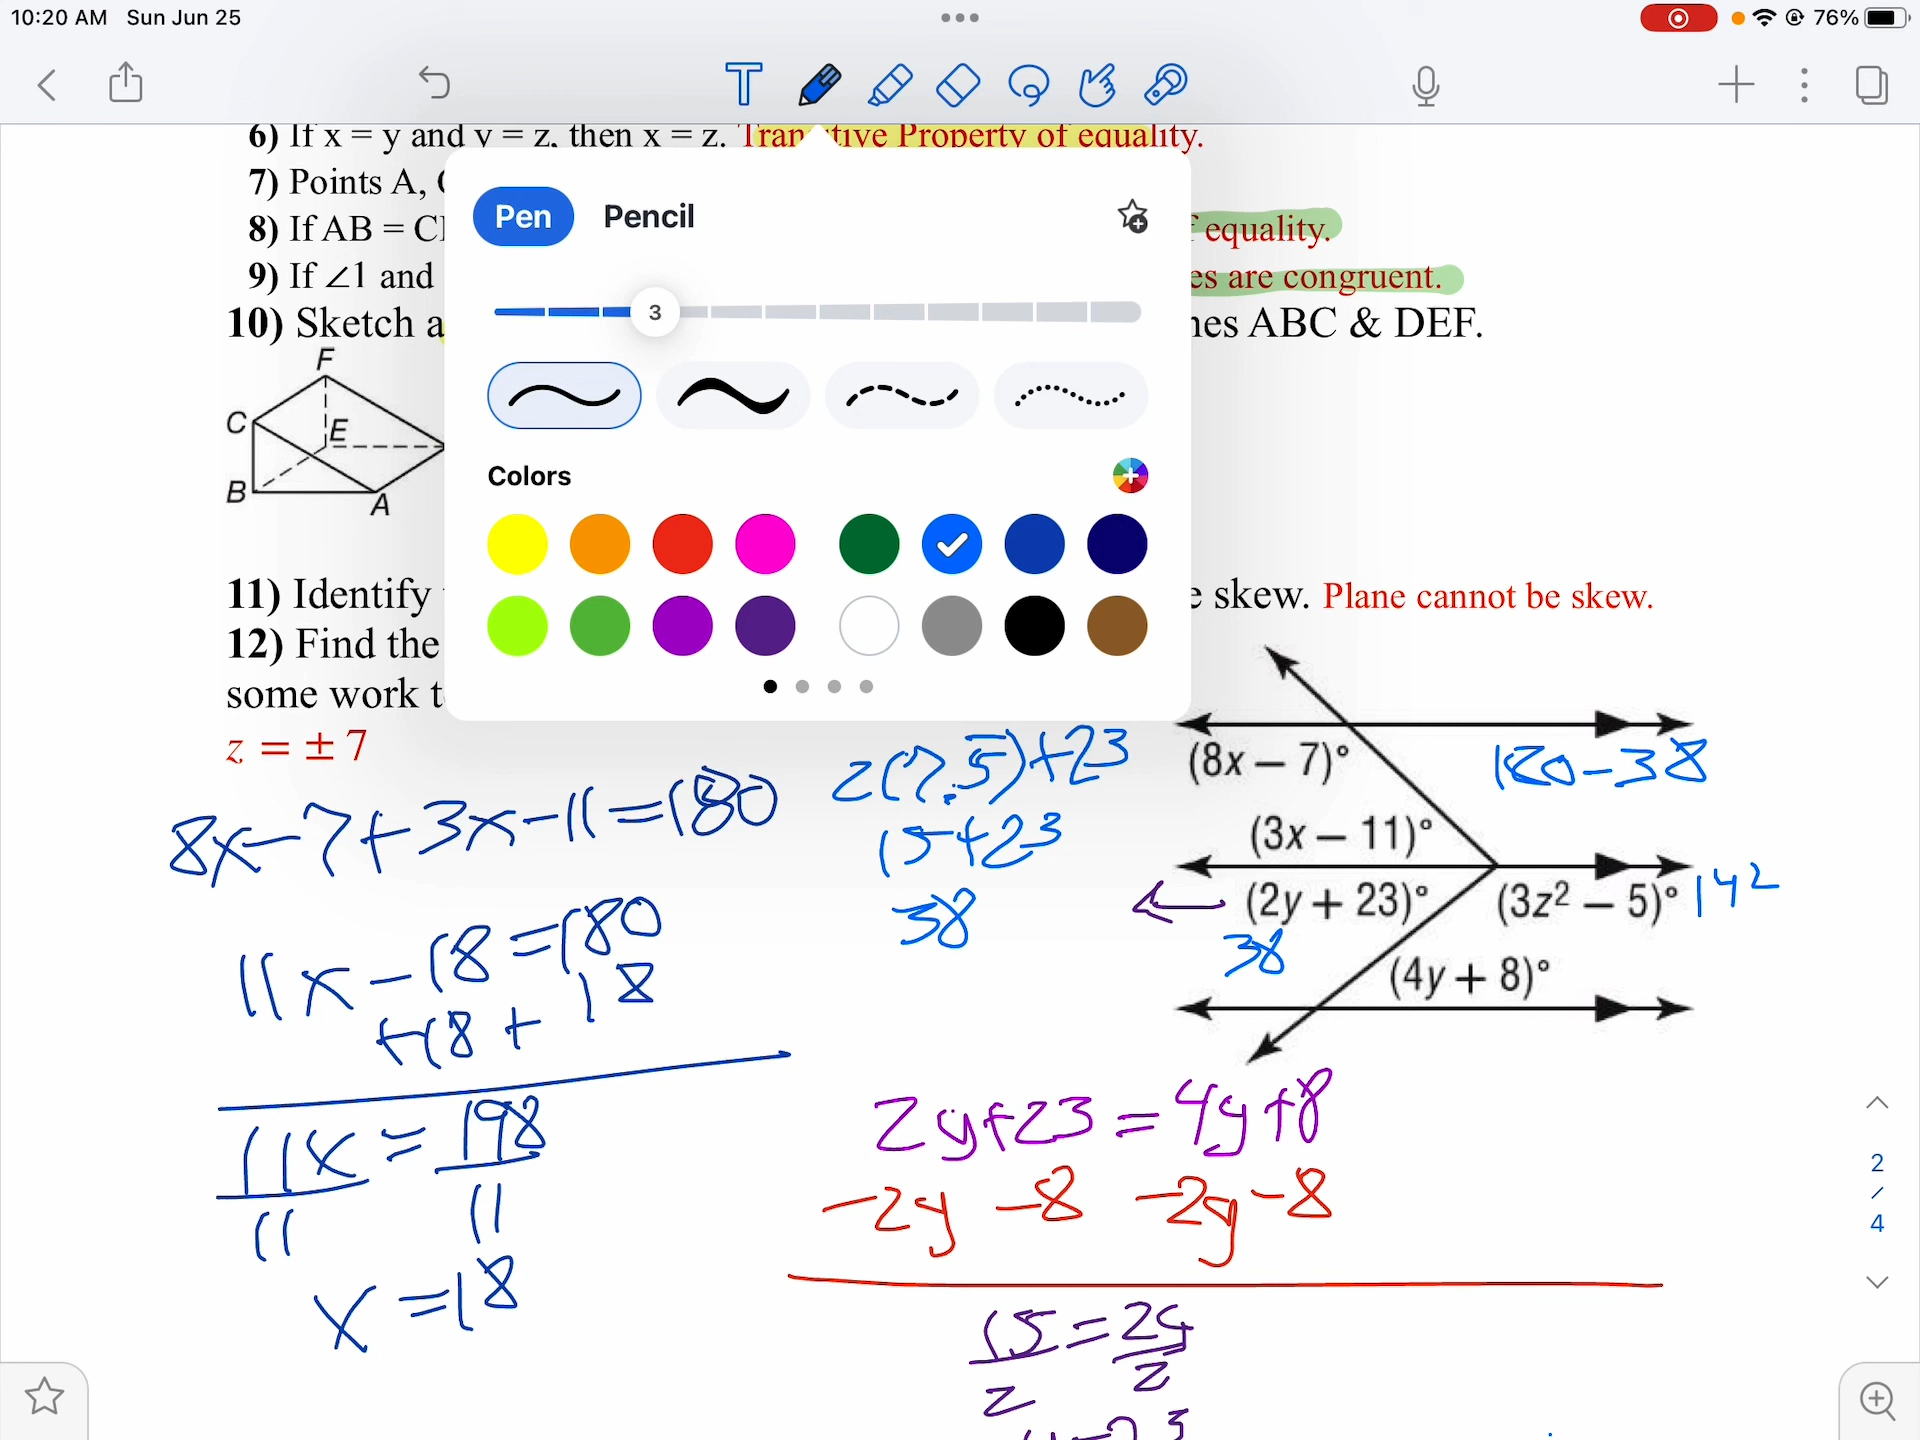 10:20 AM Sun Jun 25
76%
6) If x = y and y = z, then x = z. Transitive Property of equality.
7) Points A,
8) If AB = C
equality.
9) If ∠1 and
es are congruent.
10) Sketch a
nes ABC & DEF.
Pen
Pencil
3
Colors
F
C
E
B
A
11) Identify
e skew. Plane cannot be skew.
12) Find the
some work t
z = ± 7
2(7.5)+23
15+23
38
(8x – 7)°
180-38
(3x – 11)°
(2y + 23)°
38
(3z² – 5)°
142
(4y + 8)°
8x-7+3x-11=180
11x-18=180
+18 + 18
11x = 198
11 11
x=18
2y+23=4y+8
-2y -8 -2y -8
15=2y
2 2
2
/
4